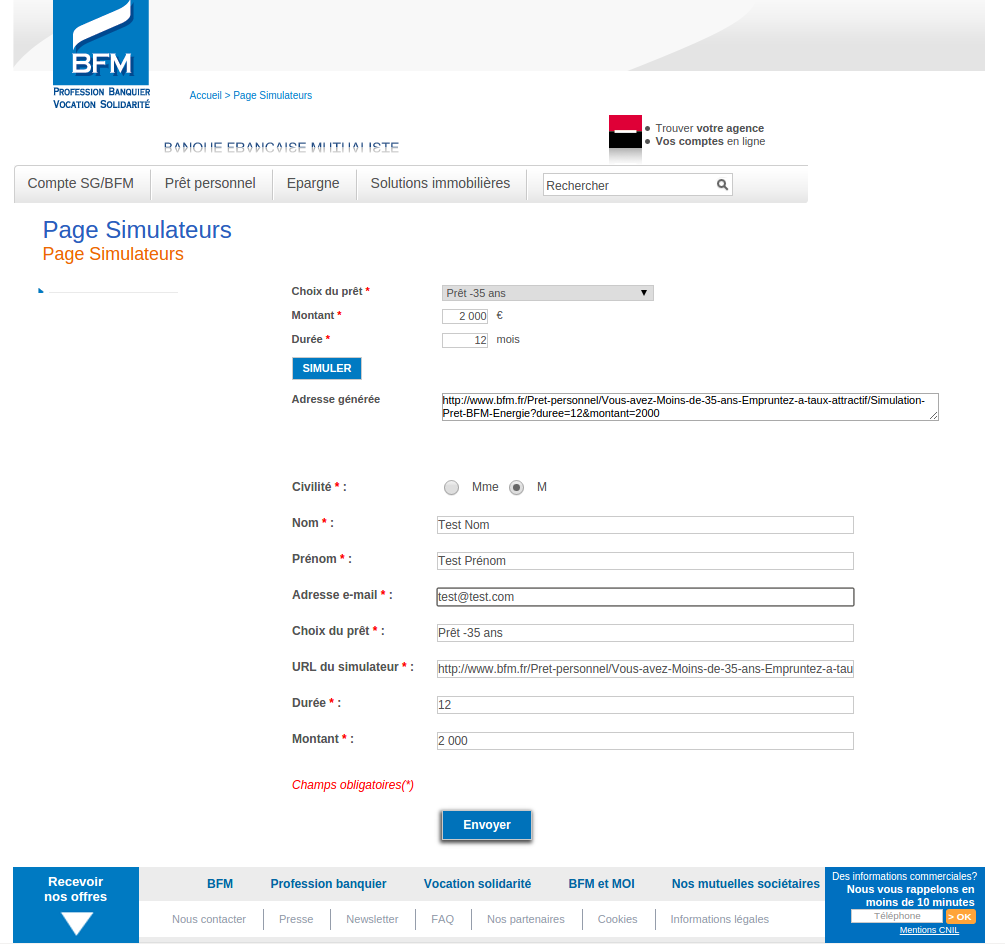 BFM
PROFESSION BANQUIER
VOCATION SOLIDARITÉ
Accueil > Page Simulateurs
BANQUE FRANÇAISE MUTUALISTE
Trouver votre agence
Vos comptes en ligne
Compte SG/BFM
Prêt personnel
Epargne
Solutions immobilières
Rechercher
Page Simulateurs
Page Simulateurs
Choix du prêt * Prêt -35 ans
Montant * 2 000 €
Durée * 12 mois
SIMULER
Adresse générée
http://www.bfm.fr/Pret-personnel/Vous-avez-Moins-de-35-ans-Empruntez-a-taux-attractif/Simulation-
Pret-BFM-Energie?duree=12&montant=2000
Civilité * : Mme M
Nom * : Test Nom
Prénom * : Test Prénom
Adresse e-mail * : test@test.com
Choix du prêt * : Prêt -35 ans
URL du simulateur * : http://www.bfm.fr/Pret-personnel/Vous-avez-Moins-de-35-ans-Empruntez-a-tau
Durée * : 12
Montant * : 2 000
Champs obligatoires(*)
Envoyer
Recevoir
nos offres
BFM
Profession banquier
Vocation solidarité
BFM et MOI
Nos mutuelles sociétaires
Nous contacter
Presse
Newsletter
FAQ
Nos partenaires
Cookies
Informations légales
Des informations commerciales?
Nous vous rappelons en
moins de 10 minutes
Téléphone > OK
Mentions CNIL